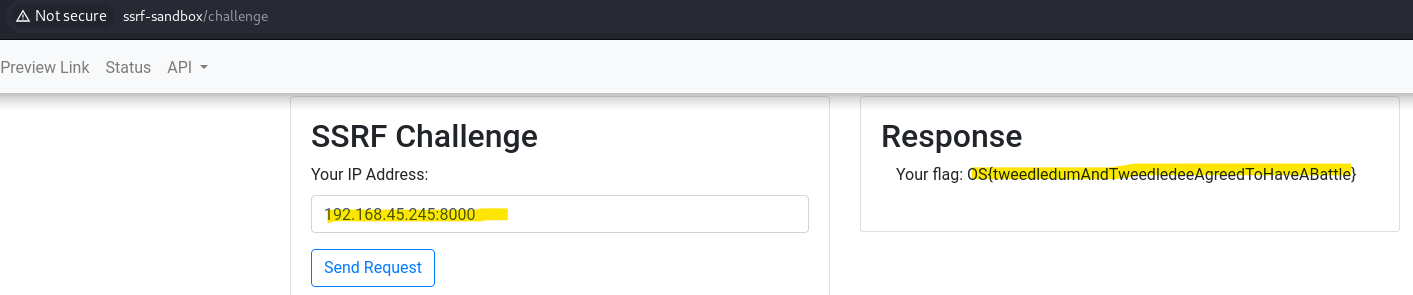 Not secure ssrf-sandbox/challenge
Preview Link Status API
SSRF Challenge
Your IP Address:
192.168.45.245:8000
Send Request
Response
Your flag: OS{tweedledumAndTweedledeeAgreedToHaveABattle}